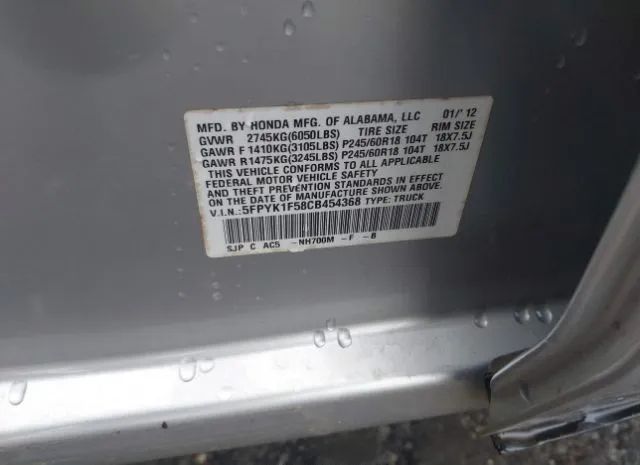 MFD. BY HONDA MFG. OF ALABAMA, LLC 01/'12
GVWR 2745KG(6050LBS) TIRE SIZE RIM SIZE
GAWR F 1410KG(3105LBS) P245/60R18 104T 18X7.5J
GAWR R1475KG(3245LBS) P245/60R18 104T 18X7.5J
THIS VEHICLE CONFORMS TO ALL APPLICABLE
FEDERAL MOTOR VEHICLE SAFETY
AND THEFT PREVENTION STANDARDS IN EFFECT
ON THE DATE OF MANUFACTURE SHOWN ABOVE.
V.I.N.: 5FPYK1F58CB454368 TYPE: TRUCK
SJP C AC5 -NH700M -F -B